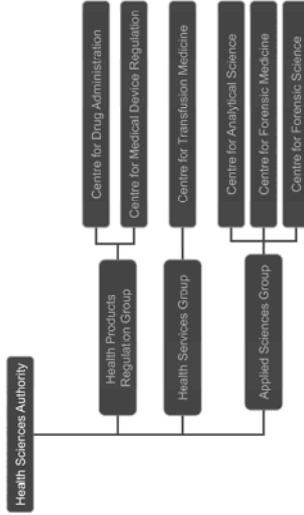 Health Sciences Authority
Health Products
Regulation Group
Centre for Drug Administration
Centre for Medical Device Regulation
Health Services Group
Centre for Transfusion Medicine
Applied Sciences Group
Centre for Analytical Science
Centre for Forensic Medicine
Centre for Forensic Science